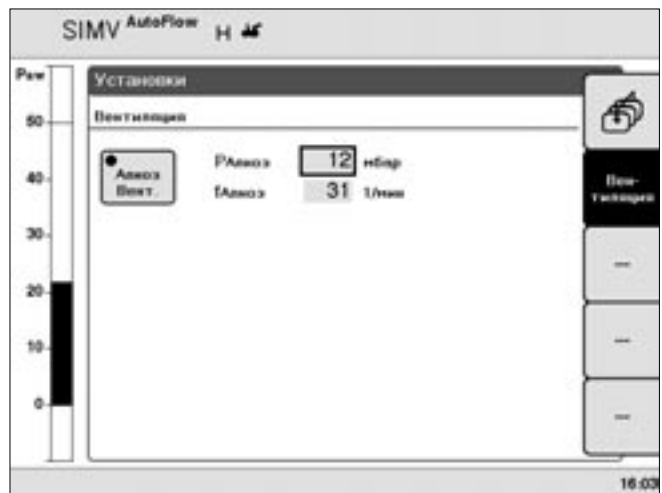 SIMV AutoFlow H
Paw
Установки
Вентиляция
50
Апноэ
Вент.
PАпноэ 12 мбар
fАпноэ 31 1/мин
Вен-
тиляция
40
30
20
10
0
---
---
---
16:03